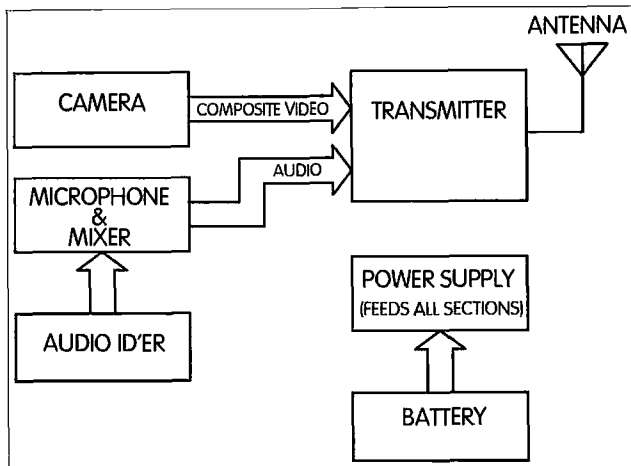 ANTENNA
CAMERA
COMPOSITE VIDEO
TRANSMITTER
AUDIO
MICROPHONE
&
MIXER
POWER SUPPLY
(FEEDS ALL SECTIONS)
AUDIO ID'ER
BATTERY